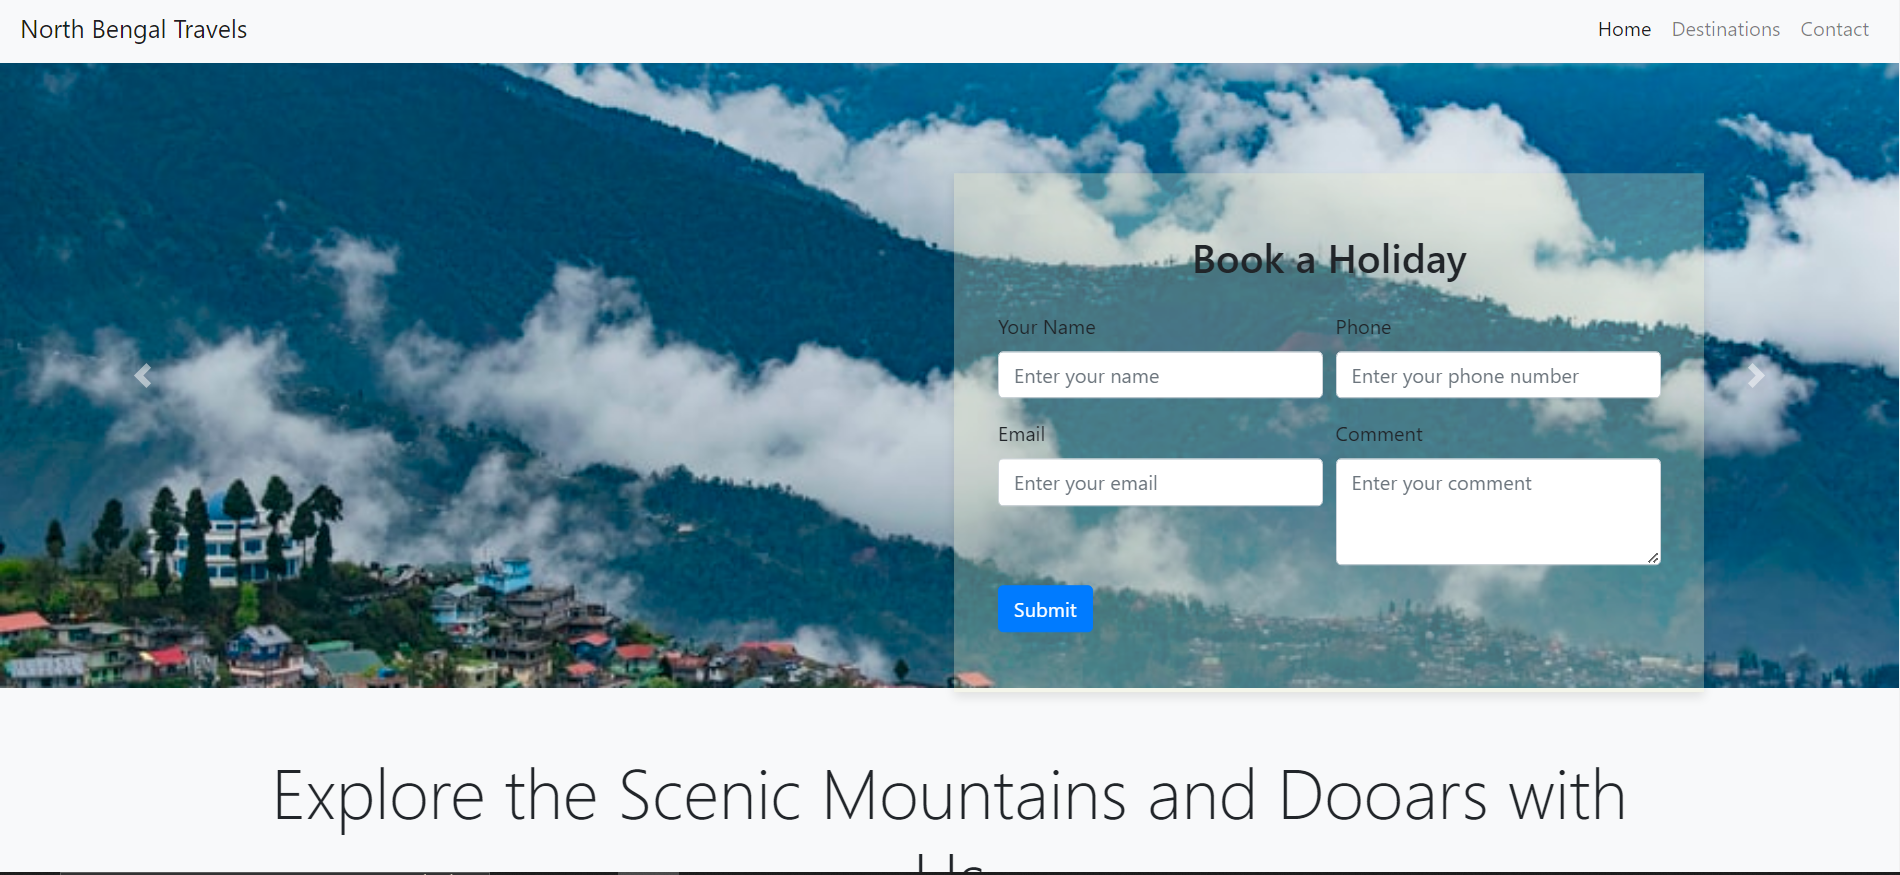 North Bengal Travels
Home Destinations Contact
Book a Holiday
Your Name Phone
Enter your name Enter your phone number
Email Comment
Enter your email Enter your comment
Submit
Explore the Scenic Mountains and Dooars with
Us